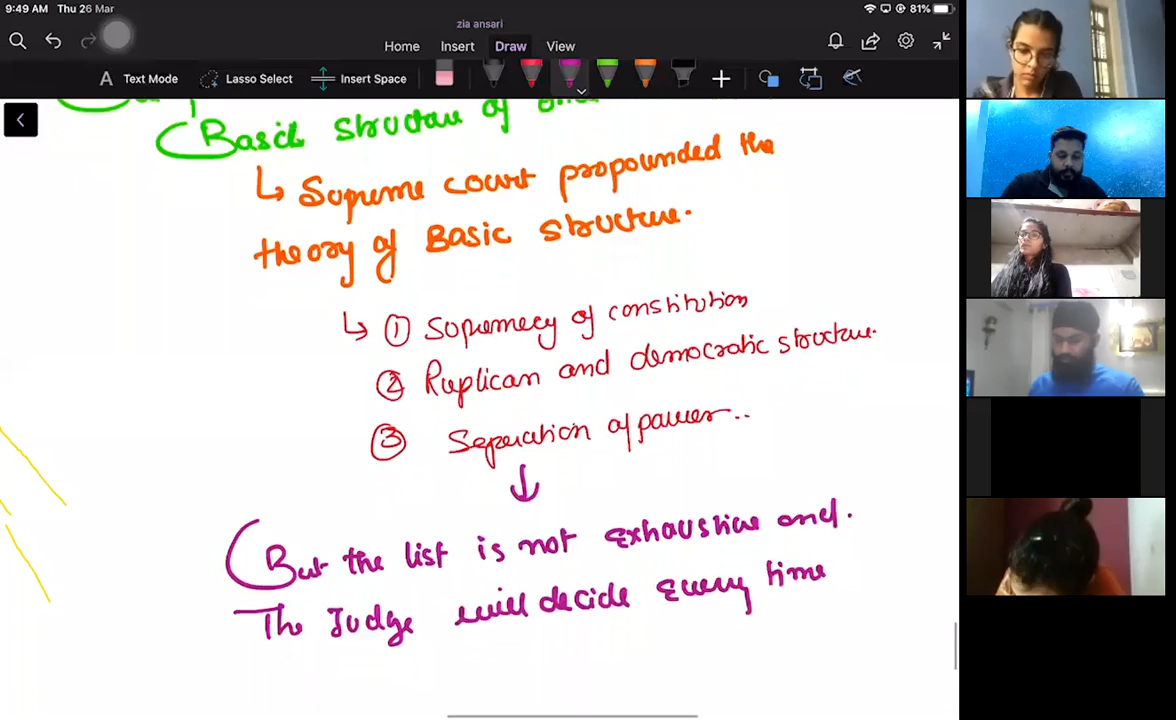 9:49 AM Thu 26 Mar
81%
zia ansari
Home Insert Draw View
Text Mode Lasso Select Insert Space
Basic structure of
↳ Supreme court propounded the
theory of Basic structure.
↳ ① Supremecy of constitution
② Ruplican and democratic structure.
③ Seperation of power..
↓
But the list is not exhaustive and.
The Judge will decide every time